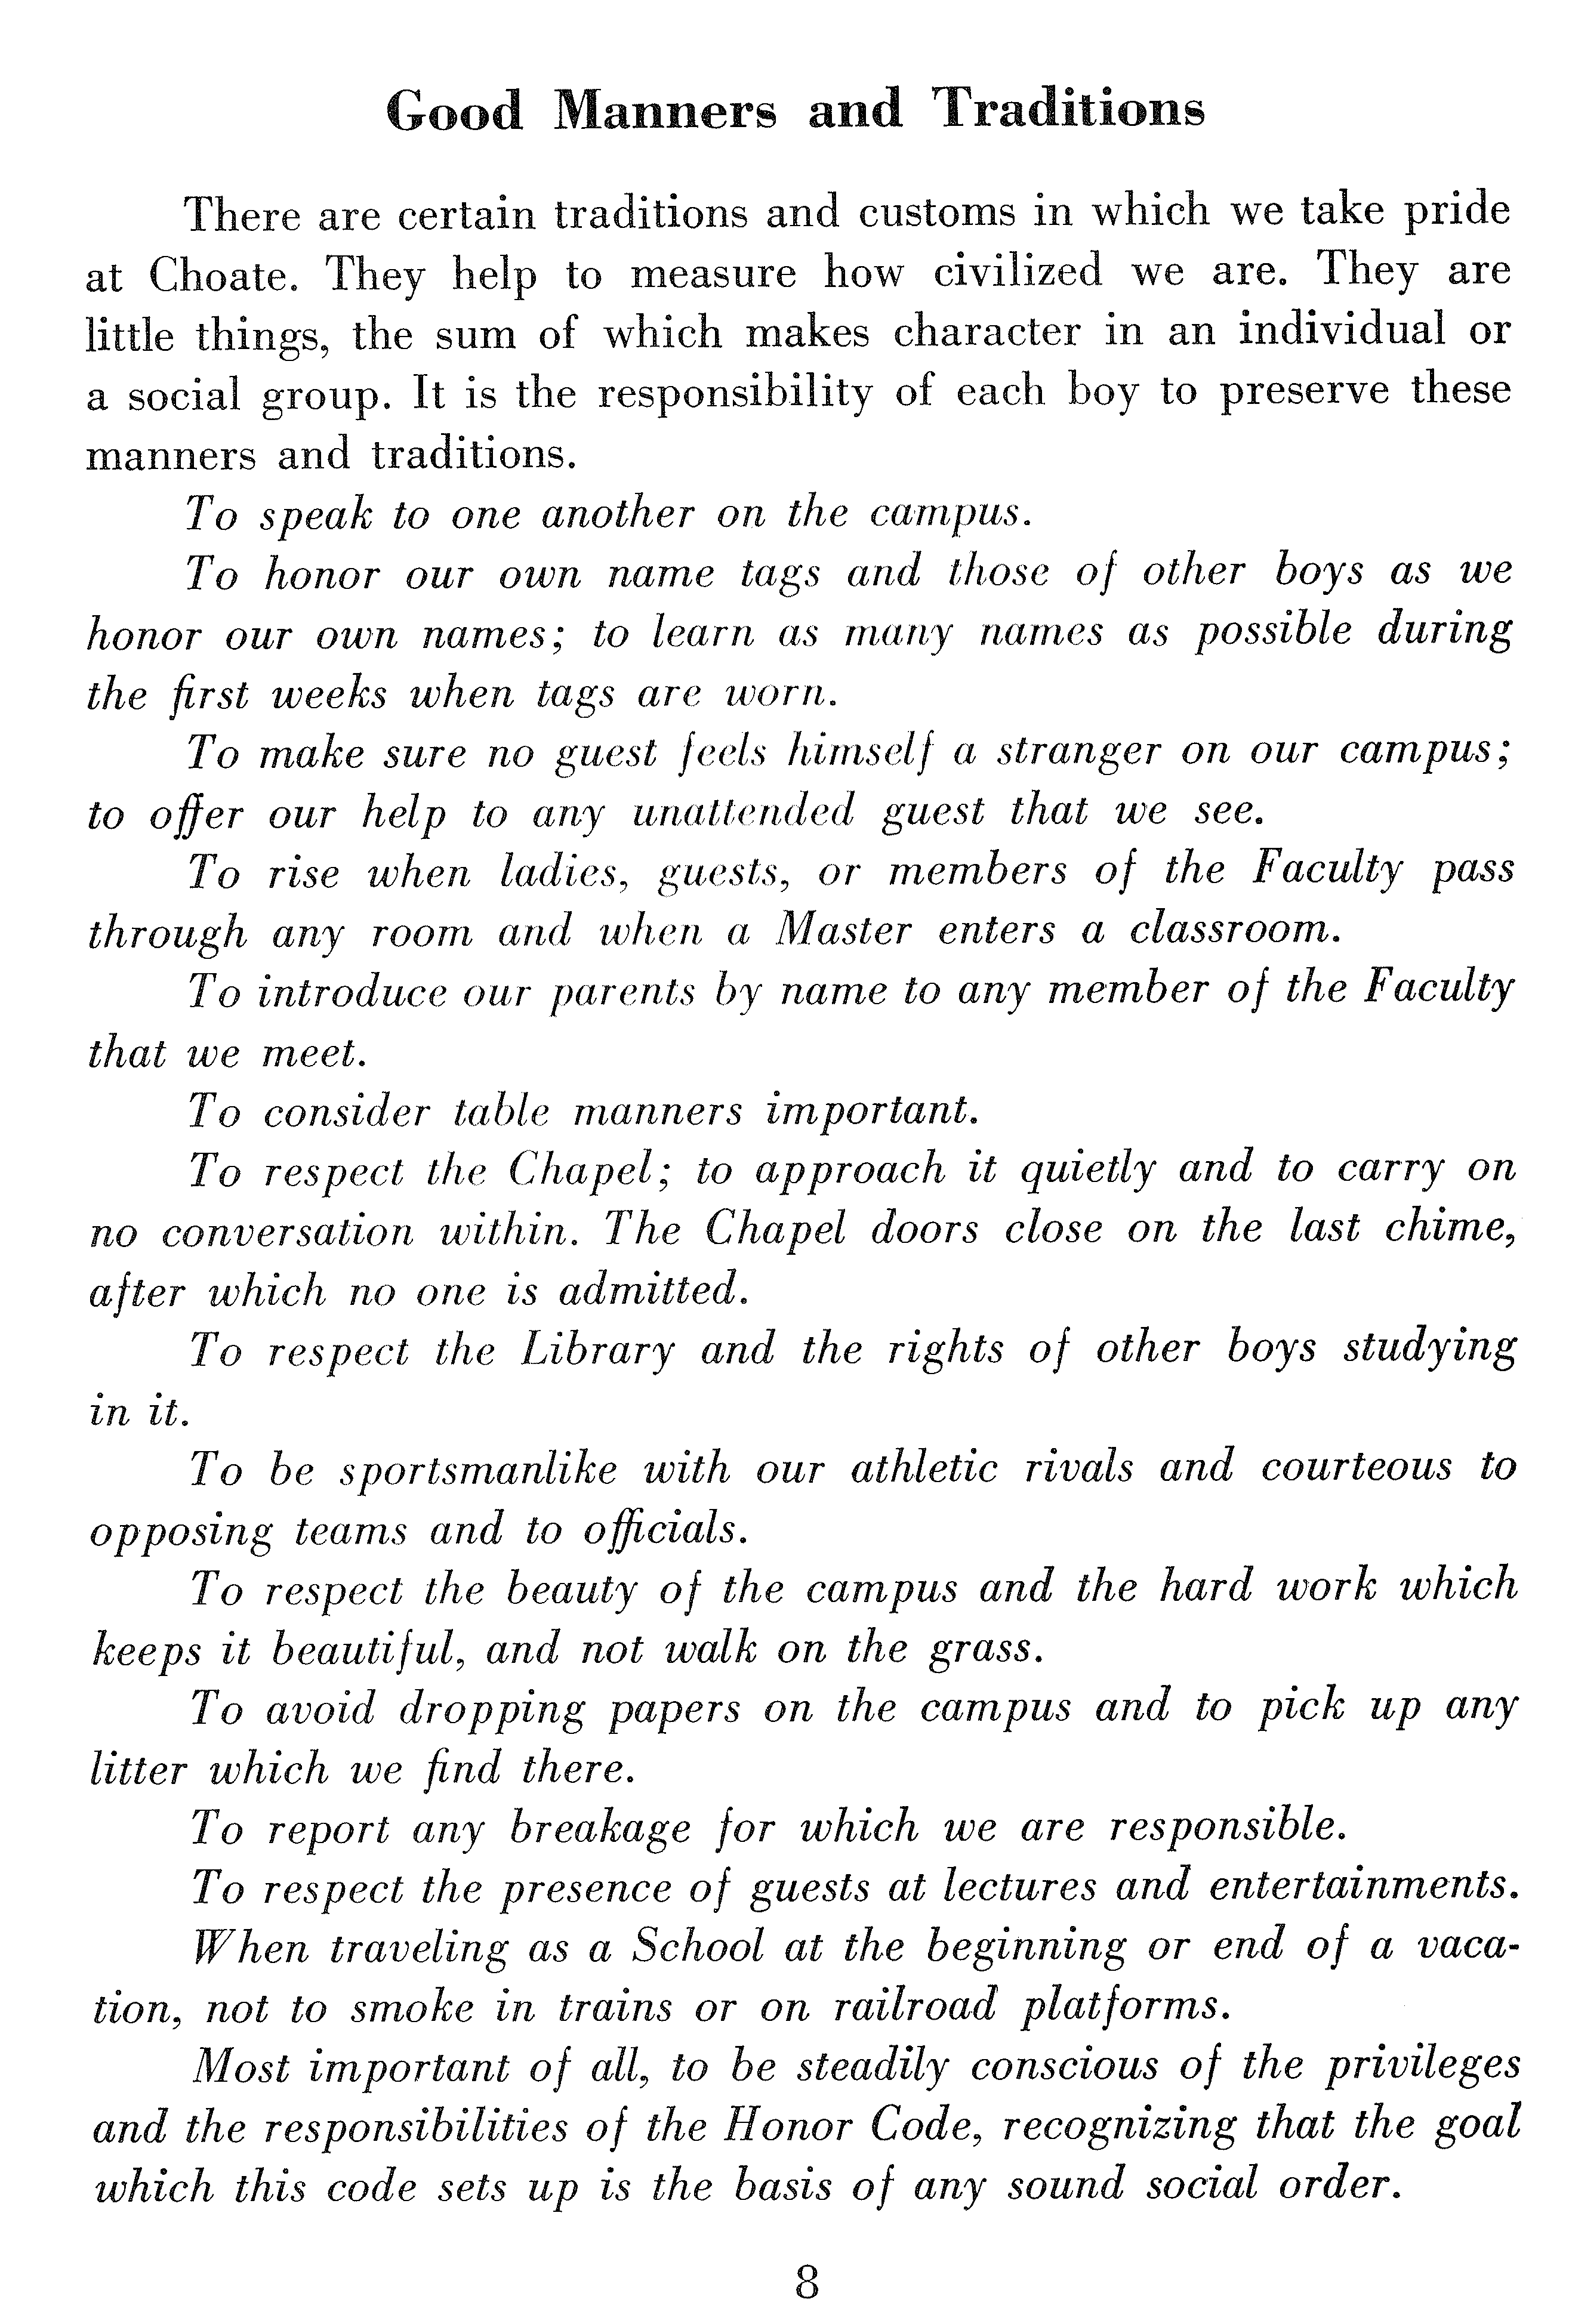 Good Manners and Traditions
There are certain traditions and customs in which we take pride
at Choate. They help to measure how civilized we are. They are
little things, the sum of which makes character in an individual or
a social group. It is the responsibility of each boy to preserve these
manners and traditions.
To speak to one another on the campus.
To honor our own name tags and those of other boys as we
honor our own names; to learn as many names as possible during
the first weeks when tags are worn.
To make sure no guest feels himself a stranger on our campus;
to offer our help to any unattended guest that we see.
To rise when ladies, guests, or members of the Faculty pass
through any room and when a Master enters a classroom.
To introduce our parents by name to any member of the Faculty
that we meet.
To consider table manners important.
To respect the Chapel; to approach it quietly and to carry on
no conversation within. The Chapel doors close on the last chime,
after which no one is admitted.
To respect the Library and the rights of other boys studying
in it.
To be sportsmanlike with our athletic rivals and courteous to
opposing teams and to officials.
To respect the beauty of the campus and the hard work which
keeps it beautiful, and not walk on the grass.
To avoid dropping papers on the campus and to pick up any
litter which we find there.
To report any breakage for which we are responsible.
To respect the presence of guests at lectures and entertainments.
When traveling as a School at the beginning or end of a vaca-
tion, not to smoke in trains or on railroad platforms.
Most important of all, to be steadily conscious of the privileges
and the responsibilities of the Honor Code, recognizing that the goal
which this code sets up is the basis of any sound social order.
8